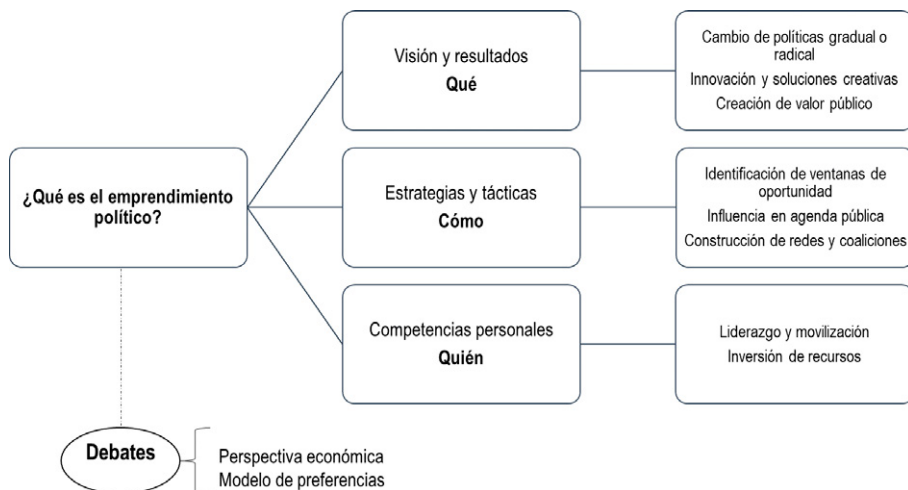 ¿Qué es el emprendimiento
político?
Visión y resultados
Qué
Cambio de políticas gradual o
radical
Innovación y soluciones creativas
Creación de valor público
Estrategias y tácticas
Cómo
Identificación de ventanas de
oportunidad
Influencia en agenda pública
Construcción de redes y coaliciones
Competencias personales
Quién
Liderazgo y movilización
Inversión de recursos
Debates
Perspectiva económica
Modelo de preferencias